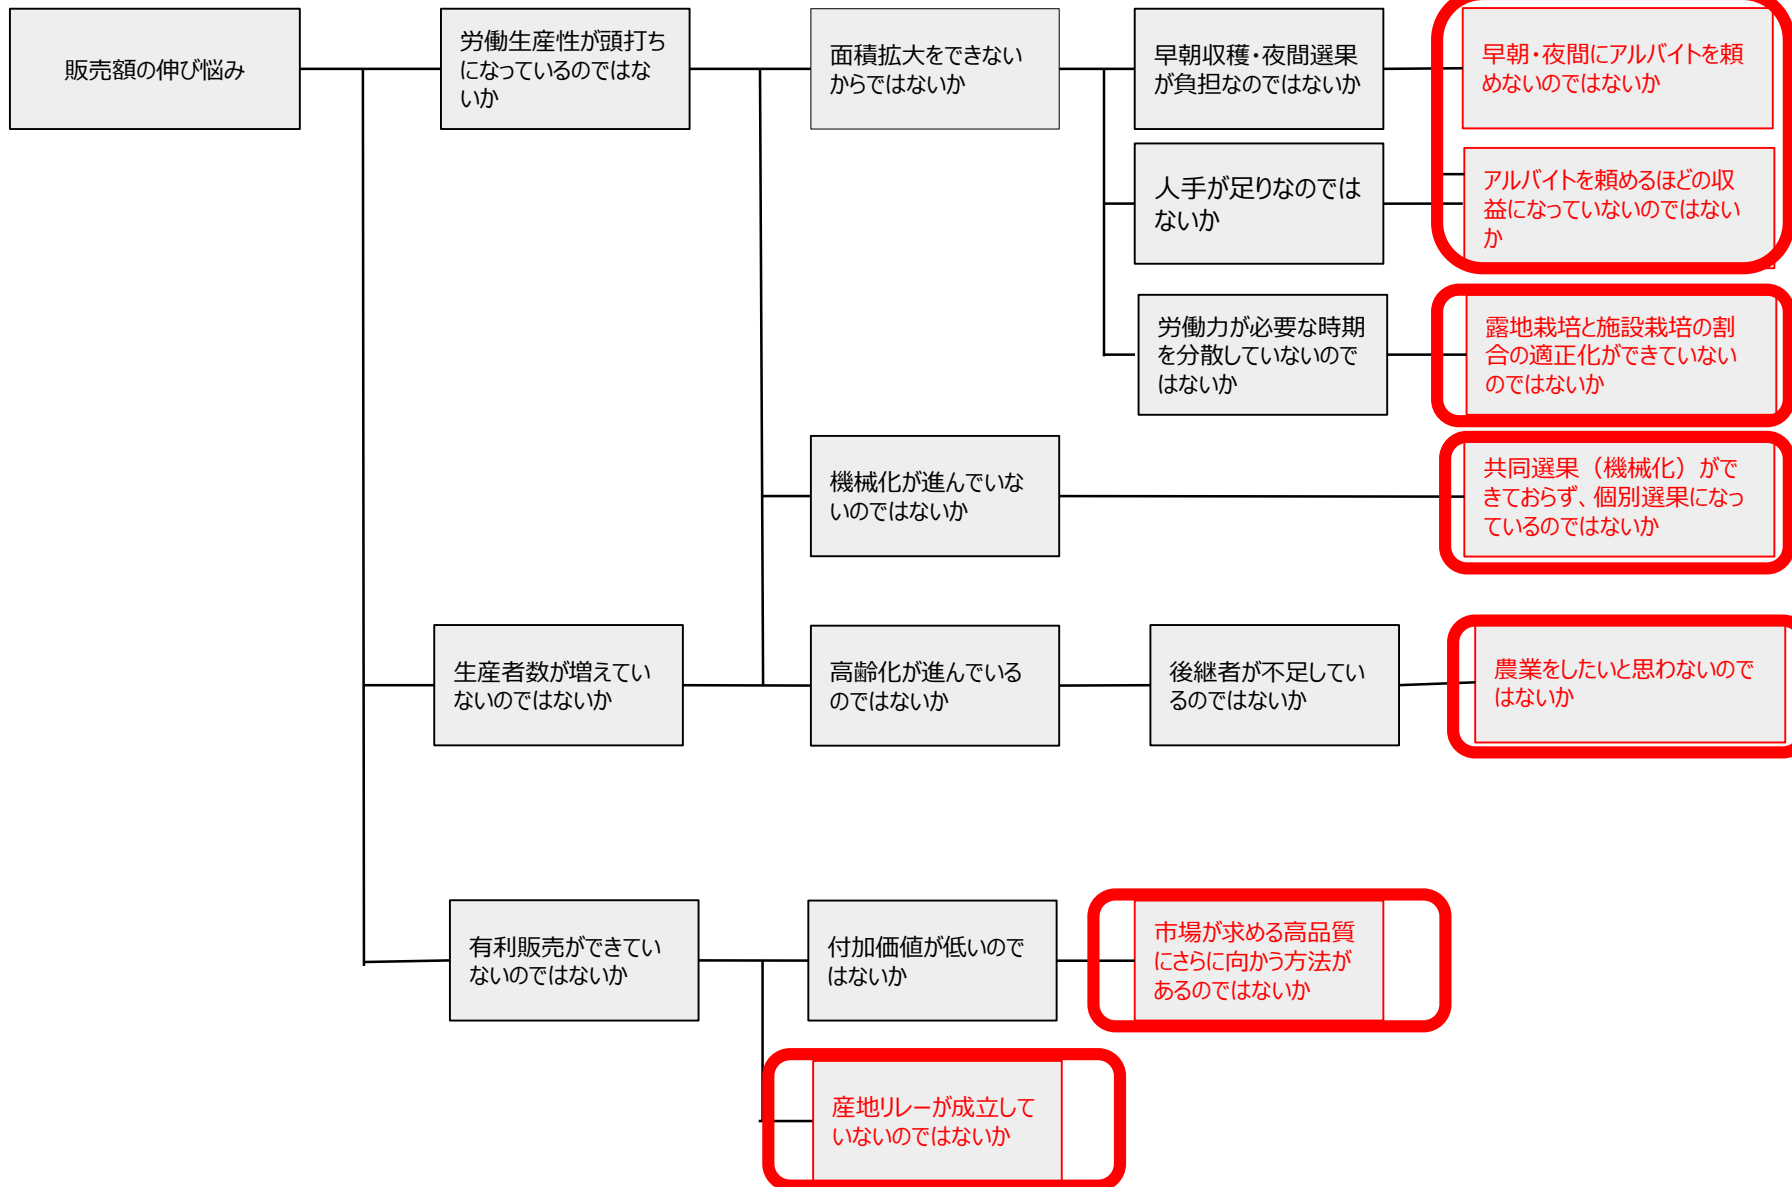 販売額の伸び悩み
労働生産性が頭打ち
になっているのではな
いか
面積拡大をできない
からではないか
早朝収穫・夜間選果
が負担なのではないか
早朝・夜間にアルバイトを頼
めないのではないか
人手が足りなのでは
ないか
アルバイトを頼めるほどの収
益になっていないのではない
か
労働力が必要な時期
を分散していないので
はないか
露地栽培と施設栽培の割
合の適正化ができていない
のではないか
機械化が進んでいな
いのではないか
共同選果（機械化）がで
きておらず、個別選果になっ
ているのではないか
生産者数が増えてい
ないのではないか
高齢化が進んでいる
のではないか
後継者が不足してい
るのではないか
農業をしたいと思わないので
はないか
有利販売ができてい
ないのではないか
付加価値が低いので
はないか
市場が求める高品質
にさらに向かう方法が
あるのではないか
産地リレーが成立して
いないのではないか